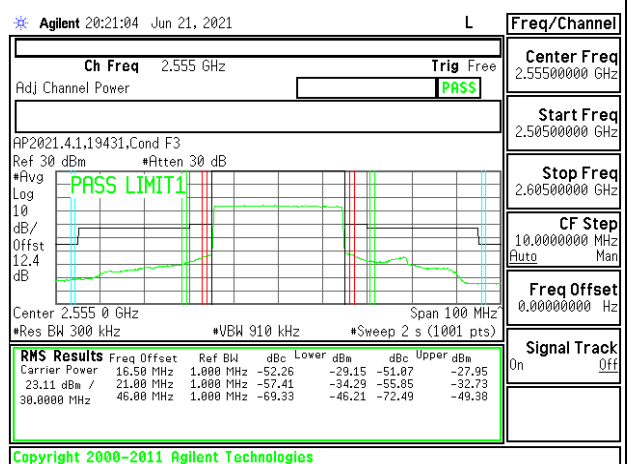 Agilent 20:21:04 Jun 21, 2021 L Freq/Channel
Ch Freq 2.555 GHz Trig Free
Adj Channel Power PASS
AP2021.4.1,19431,Cond F3
Ref 30 dBm #Atten 30 dB
#Avg
Log
10
dB/
Offst
12.4
dB
PASS LIMIT1
Center 2.555 0 GHz Span 100 MHz^
#Res BW 300 kHz #VBW 910 kHz #Sweep 2 s (1001 pts)
RMS Results Freq Offset Ref BW dBc Lower dBm dBc Upper dBm
Carrier Power 16.50 MHz 1.000 MHz -52.26 -29.15 -51.07 -27.95
23.11 dBm / 21.00 MHz 1.000 MHz -57.41 -34.29 -55.85 -32.73
30.0000 MHz 46.00 MHz 1.000 MHz -69.33 -46.21 -72.49 -49.38
Center Freq
2.55500000 GHz
Start Freq
2.50500000 GHz
Stop Freq
2.60500000 GHz
CF Step
10.0000000 MHz
Auto Man
Freq Offset
0.00000000 Hz
Signal Track
On Off
Copyright 2000-2011 Agilent Technologies